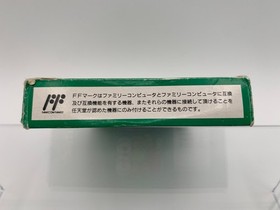 FFマークはファミリーコンピュータとファミリーコンピュータに互換
及び互換機能を有する機器、またそれらの機器に接続して頂けることを
任天堂が認めた機器にのみ付けることができるものです。